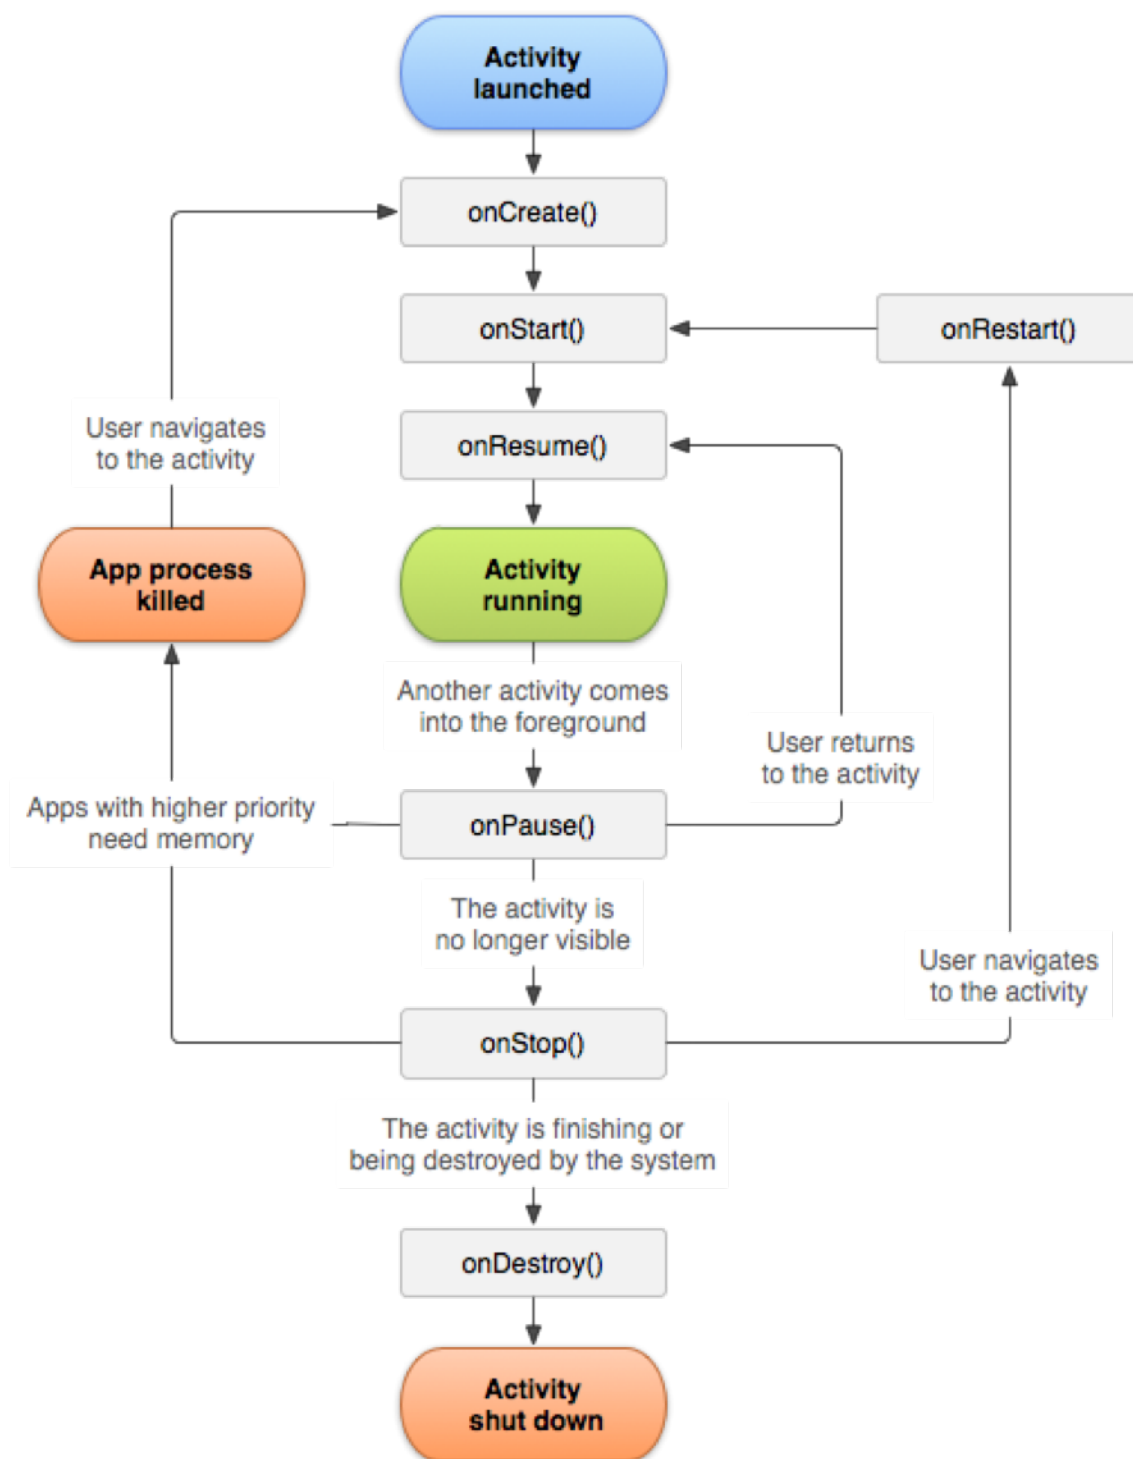 Activity
launched
onCreate()
onStart()
onRestart()
onResume()
User navigates
to the activity
App process
killed
Activity
running
Another activity comes
into the foreground
User returns
to the activity
Apps with higher priority
need memory
onPause()
The activity is
no longer visible
User navigates
to the activity
onStop()
The activity is finishing or
being destroyed by the system
onDestroy()
Activity
shut down